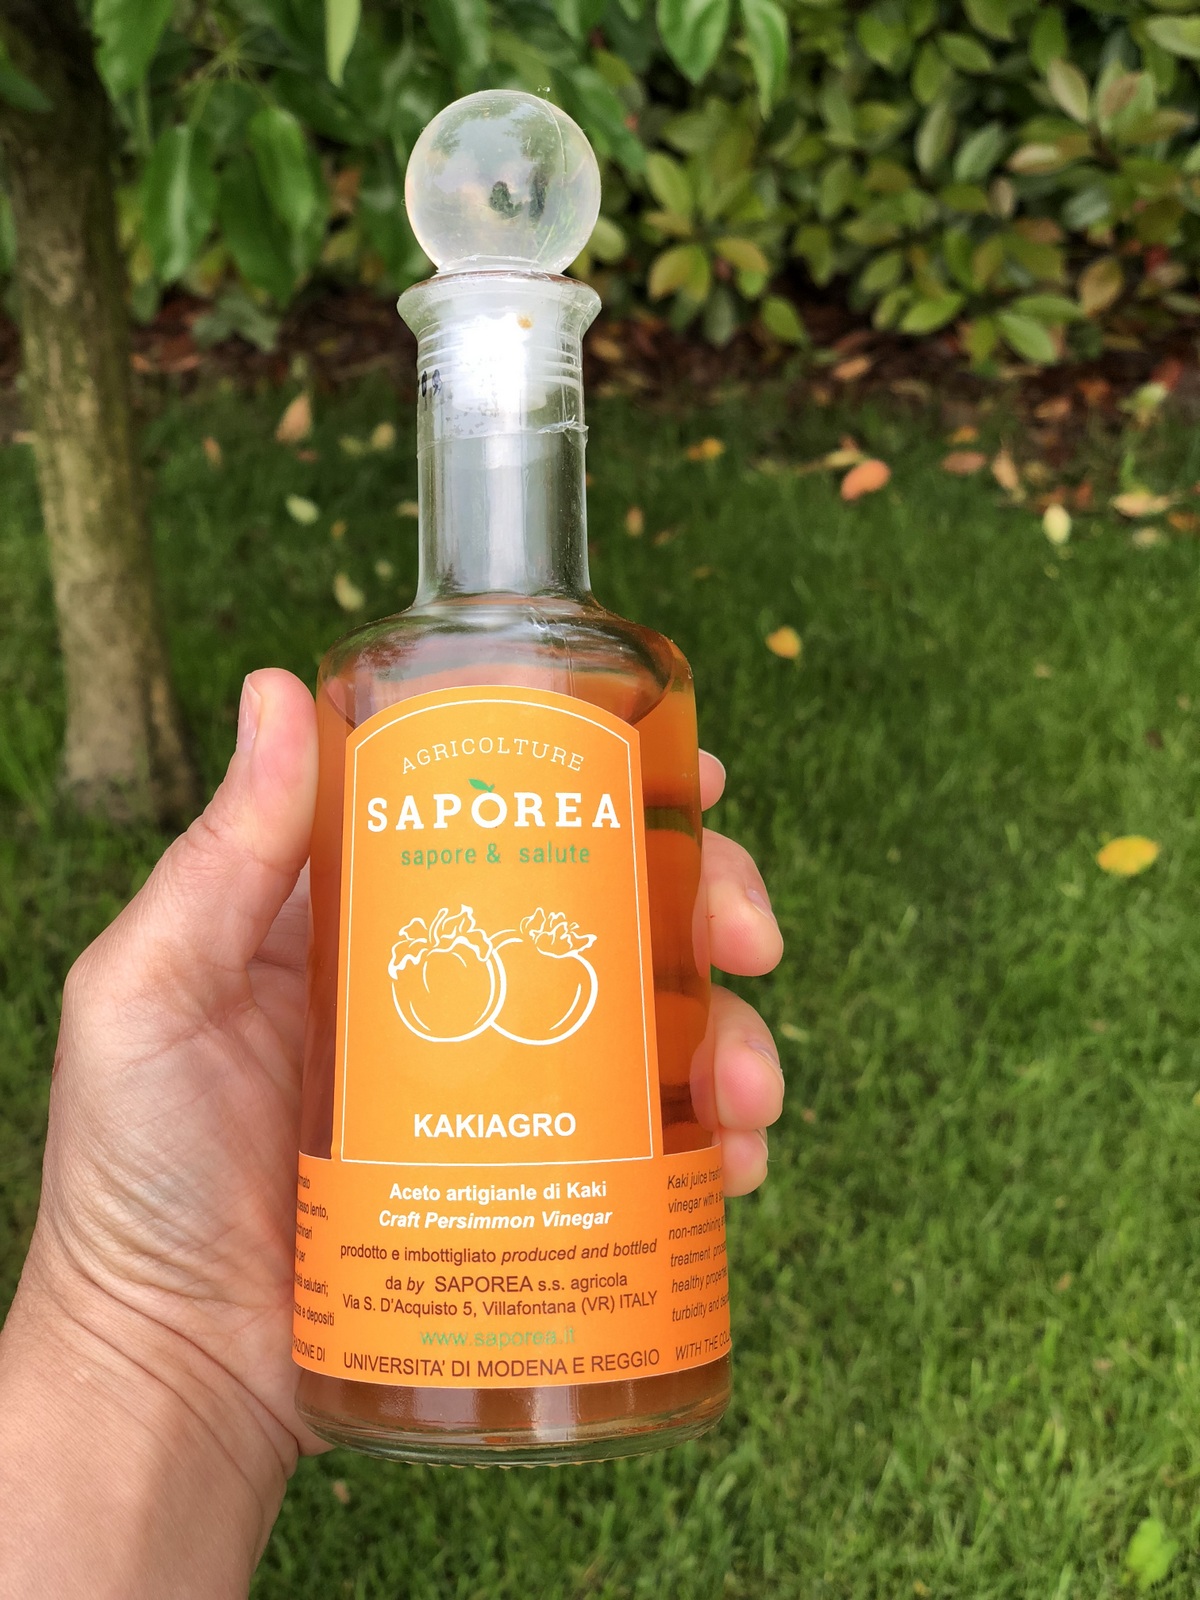 AGRICOLTURE
SAPOREA
sapore & salute
KAKIAGRO
Aceto artigianle di Kaki
Craft Persimmon Vinegar
prodotto e imbottigliato produced and bottled
da by SAPOREA s.s. agricola
Via S. D'Acquisto 5, Villafontana (VR) ITALY
www.saporea.it
UNIVERSITA' DI MODENA E REGGIO
lento,
per
salutari;
e depositi
DI
Kaki juice
vinegar with a
non-machining
treatment
healthy
turbidity and
WITH THE